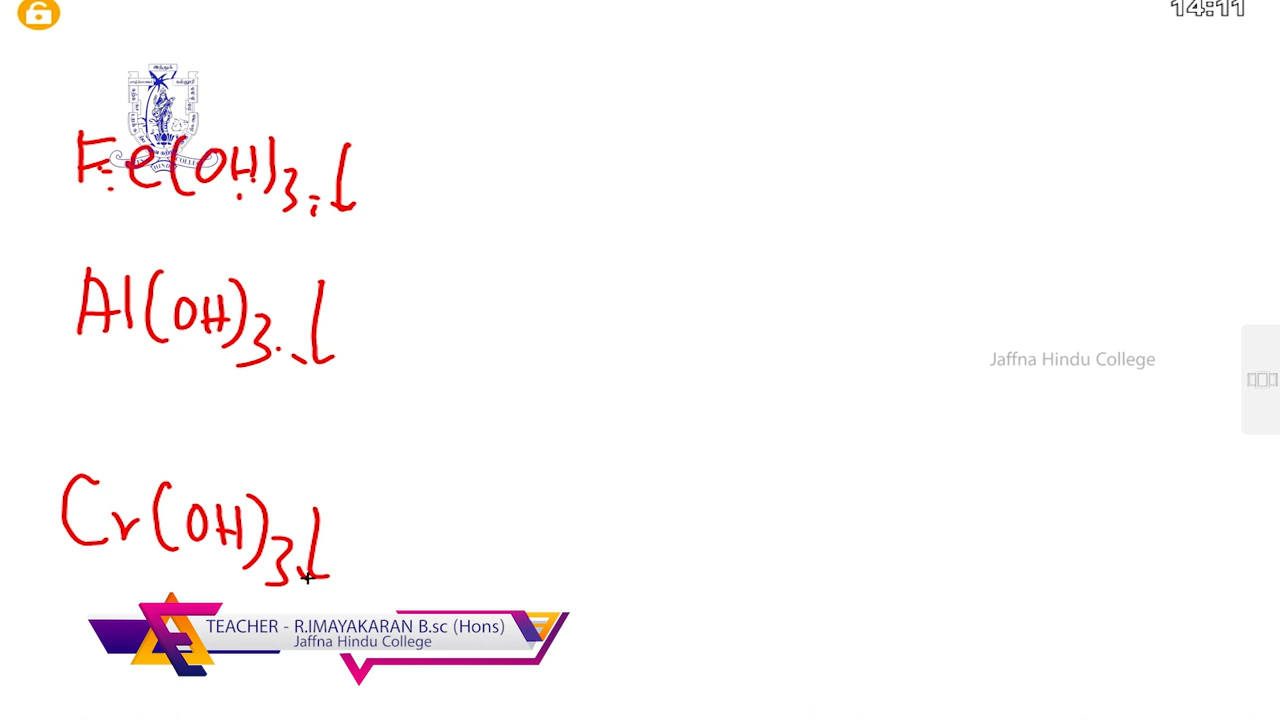 14:11
Fe(OH)3 ↓
Al(OH)3 ↓
Jaffna Hindu College
Cr(OH)3 ↓
TEACHER - R.IMAYAKARAN B.sc (Hons)
Jaffna Hindu College